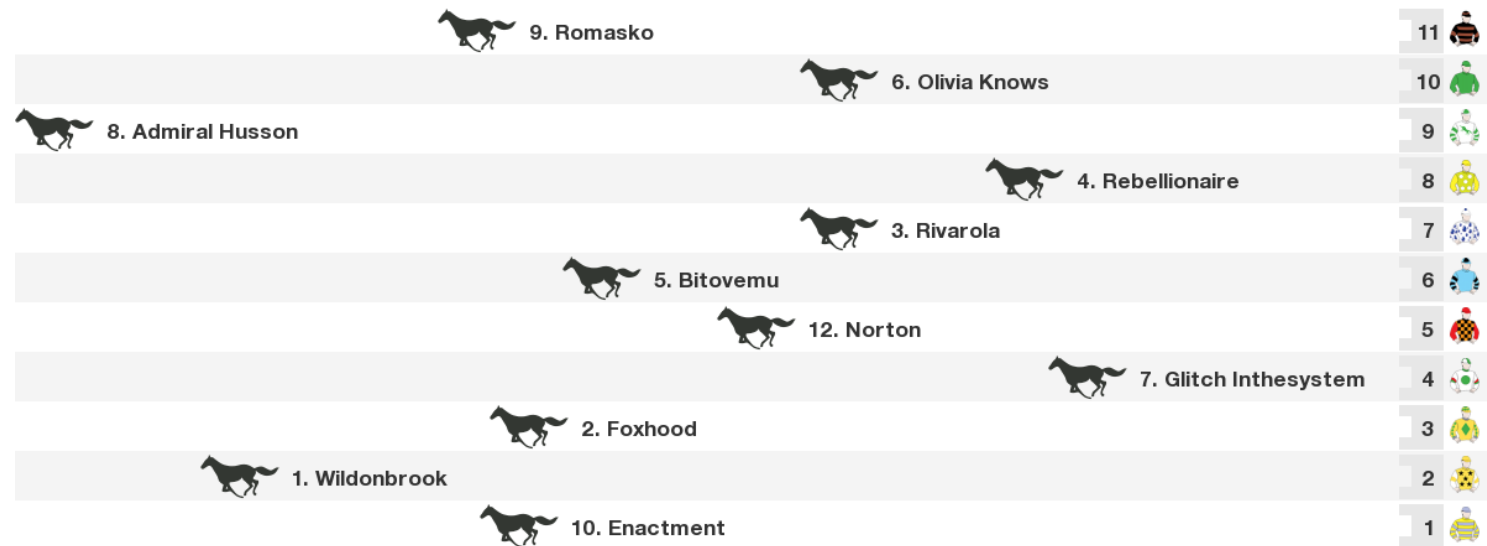 9. Romasko 11
6. Olivia Knows 10
8. Admiral Husson 9
4. Rebellionaire 8
3. Rivarola 7
5. Bitovemu 6
12. Norton 5
7. Glitch Inthesystem 4
2. Foxhood 3
1. Wildonbrook 2
10. Enactment 1